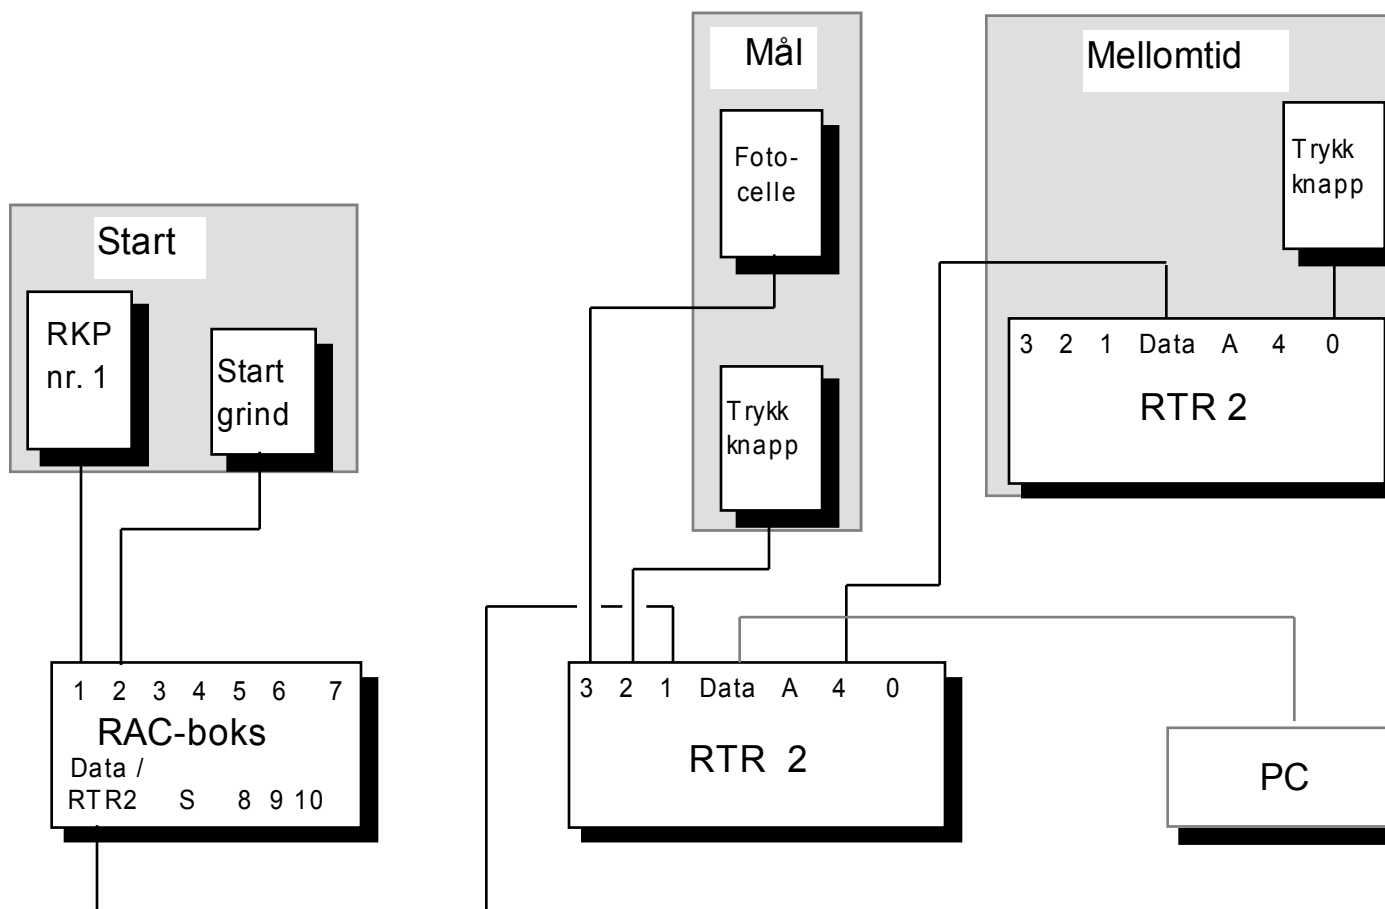 Start
RKP
nr. 1
Start
grind
1 2 3 4 5 6 7
RAC-boks
Data /
RTR2 S 8 9 10
Mål
Foto-
celle
Trykk
knapp
3 2 1 Data A 4 0
RTR 2
Mellomtid
Trykk
knapp
3 2 1 Data A 4 0
RTR 2
PC